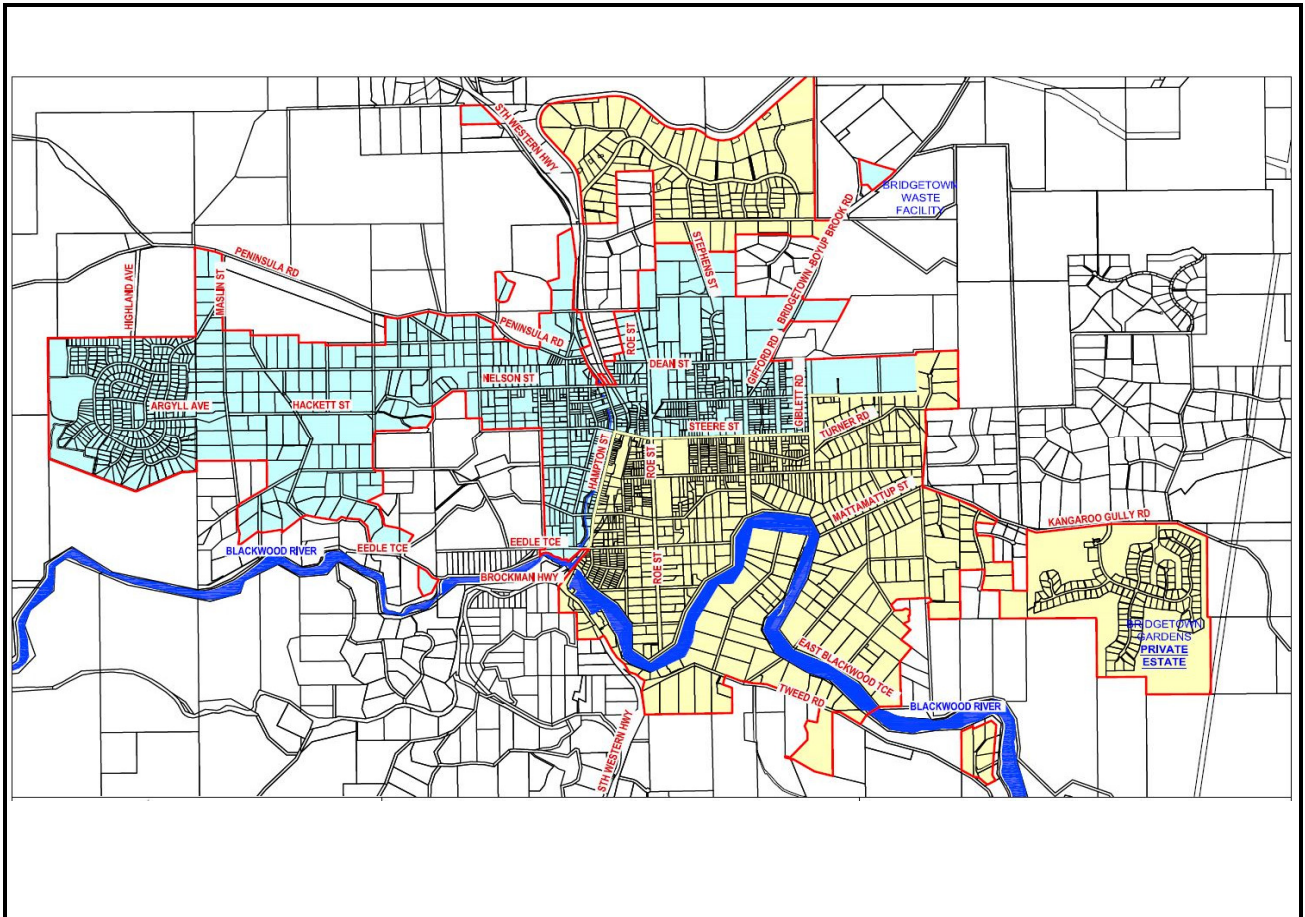 STH WESTERN HWY
BRIDGETOWN
WASTE
FACILITY
BRIDGETOWN -BOYUP BROOK RD
STEPHENS ST
PENINSULA RD
HIGHLAND AVE
MASLIN ST
PENINSULA RD
ROE ST
DEAN ST
GIFFORD RD
NELSON ST
GIBLETT RD
ARGYLL AVE
HACKETT ST
STEERE ST
TURNER RD
HAMPTON ST
ROE ST
MATTAMATTUP ST
KANGAROO GULLY RD
EEDLE TCE
EEDLE TCE
BLACKWOOD RIVER
BROCKMAN HWY
ROE ST
BRIDGETOWN
GARDENS
PRIVATE
ESTATE
EAST BLACKWOOD TCE
TWEED RD
BLACKWOOD RIVER
STH WESTERN HWY